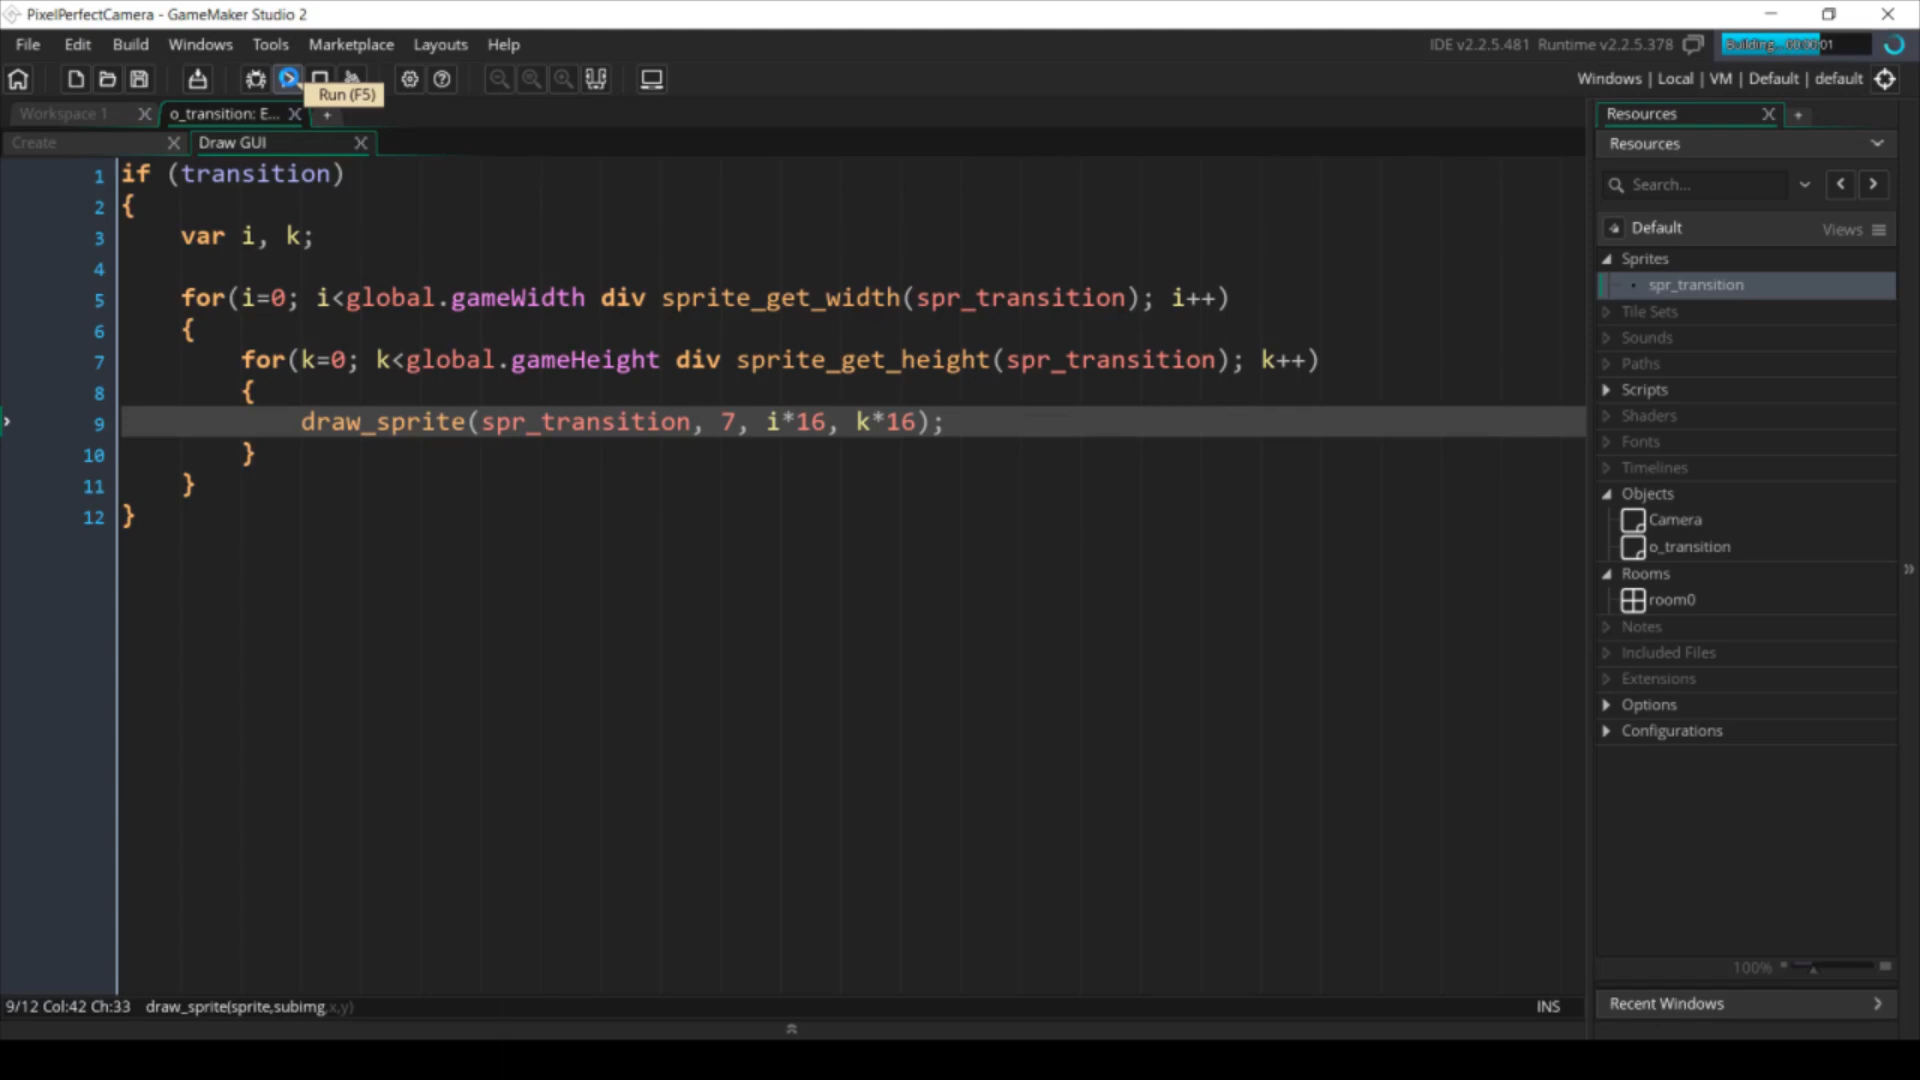 PixelPerfectCamera - GameMaker Studio 2
File Edit Build Windows Tools Marketplace Layouts Help
IDE v2.2.5.481 Runtime v2.2.5.378
Building... 00:00:01
Run (F5)
Windows | Local | VM | Default | default
Workspace 1
o_transition: E...
Create
Draw GUI
1 if (transition)
2 {
3 var i, k;
4
5 for(i=0; i<global.gameWidth div sprite_get_width(spr_transition); i++)
6 {
7 for(k=0; k<global.gameHeight div sprite_get_height(spr_transition); k++)
8 {
9 draw_sprite(spr_transition, 7, i*16, k*16);
10 }
11 }
12 }
Resources
Resources
Search...
Default
Views
Sprites
spr_transition
Tile Sets
Sounds
Paths
Scripts
Shaders
Fonts
Timelines
Objects
Camera
o_transition
Rooms
room0
Notes
Included Files
Extensions
Options
Configurations
100%
Recent Windows
9/12 Col:42 Ch:33 draw_sprite(sprite,subimg,x,y)
INS